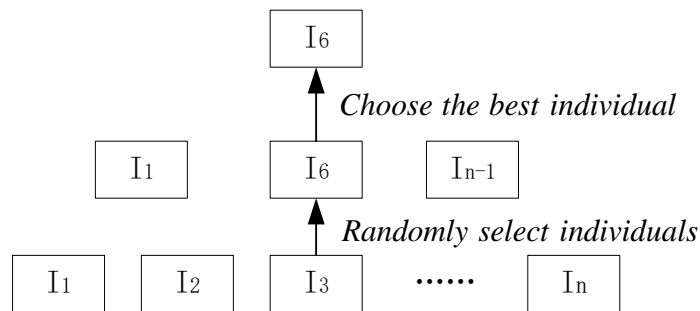 I6
Choose the best individual
I1 I6 In-1
Randomly select individuals
I1 I2 I3 ...... In